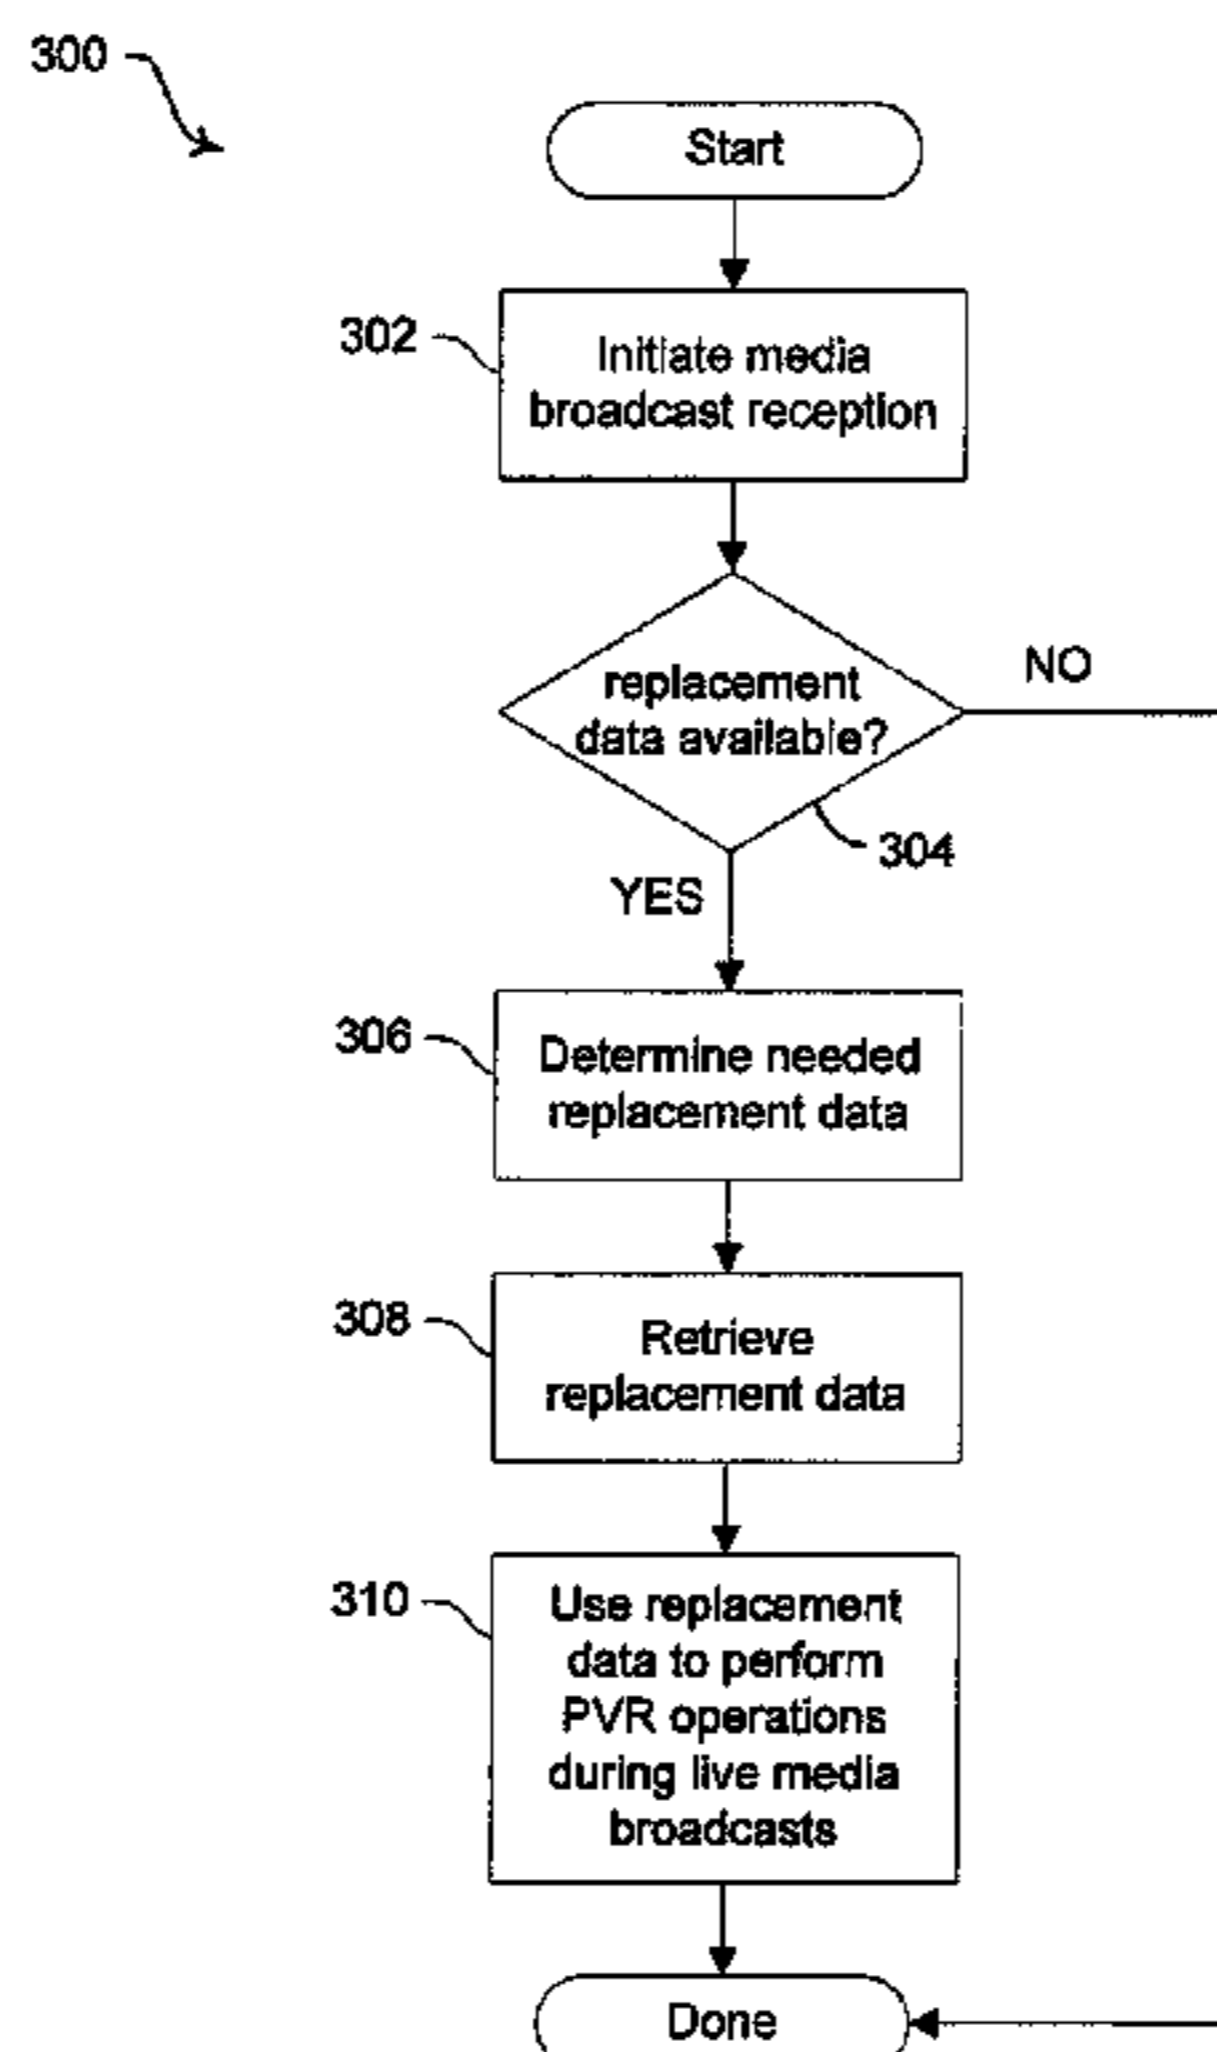 300
Start
302
Initiate media
broadcast reception
replacement
data available?
NO
304
YES
306
Determine needed
replacement data
308
Retrieve
replacement data
310
Use replacement
data to perform
PVR operations
during live media
broadcasts
Done